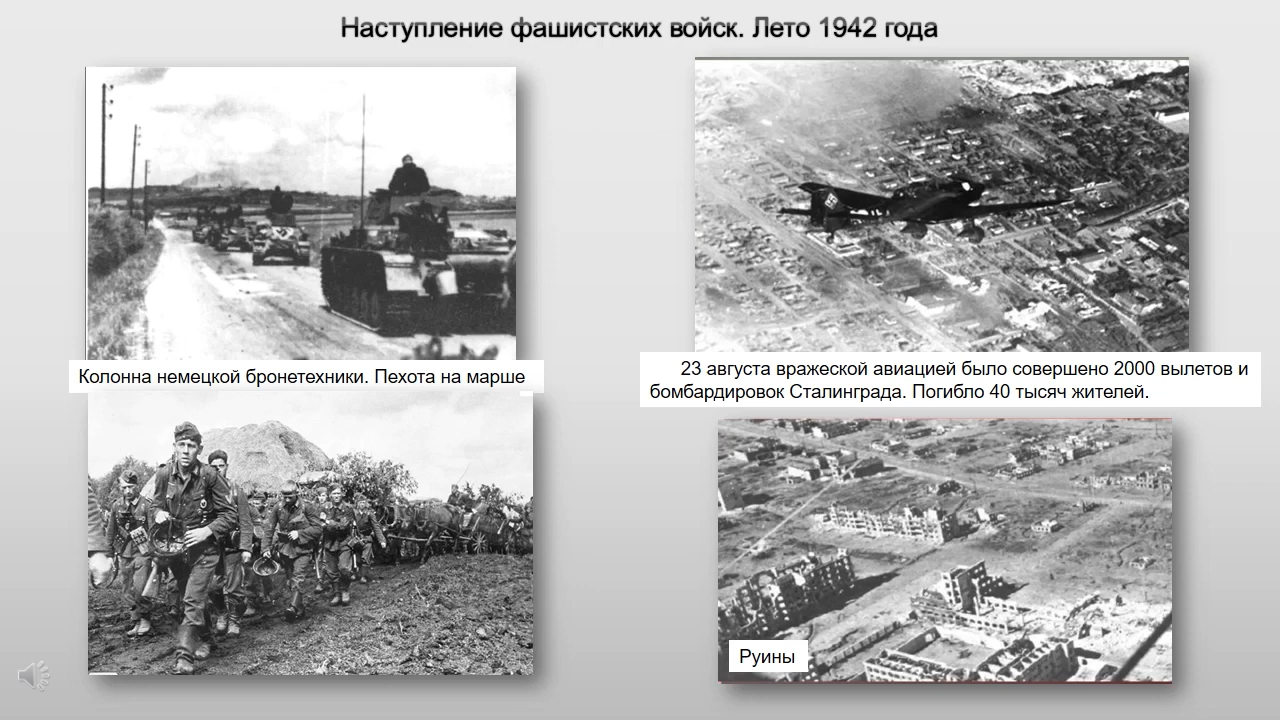 Наступление фашистских войск. Лето 1942 года
Колонна немецкой бронетехники. Пехота на марше
23 августа вражеской авиацией было совершено 2000 вылетов и
бомбардировок Сталинграда. Погибло 40 тысяч жителей.
Руины